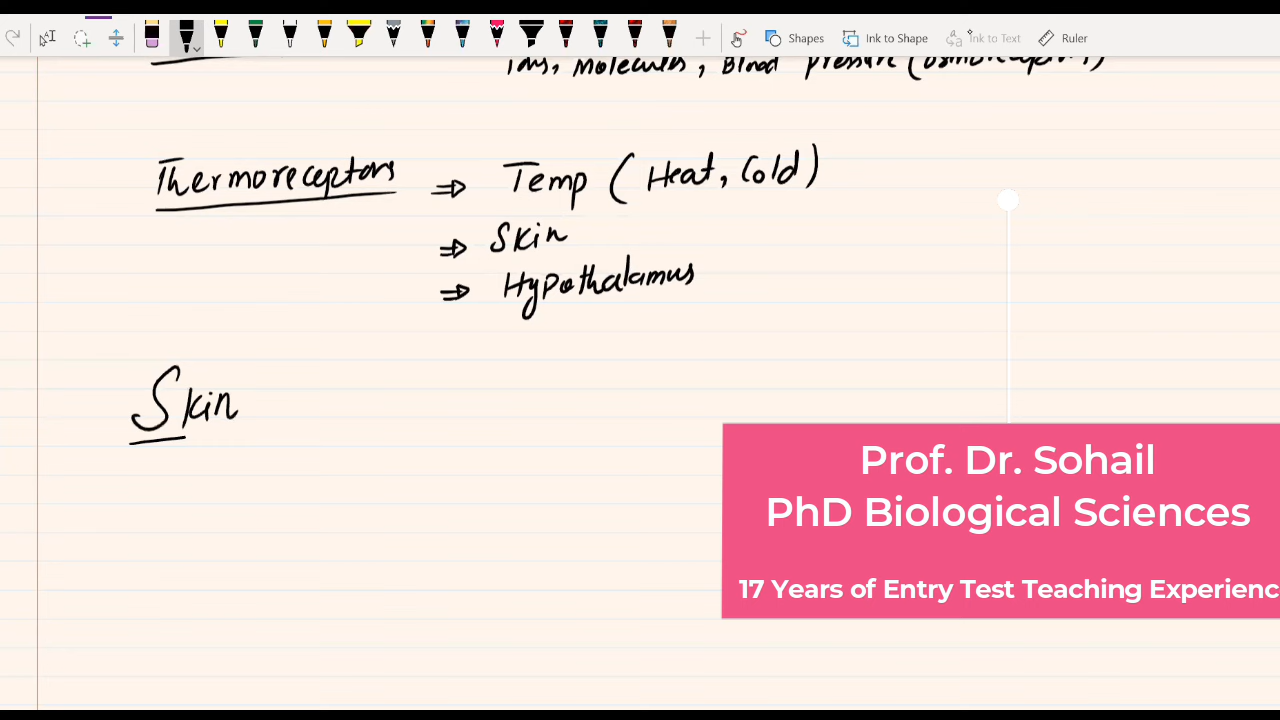 Shapes Ink to Shape Ink to Text Ruler
Ions, Molecules, Blood pressure (
Thermoreceptors ⇒ Temp (Heat, Cold)
⇒ Skin
⇒ Hypothalamus
Skin
Prof. Dr. Sohail
PhD Biological Sciences
17 Years of Entry Test Teaching Experienc